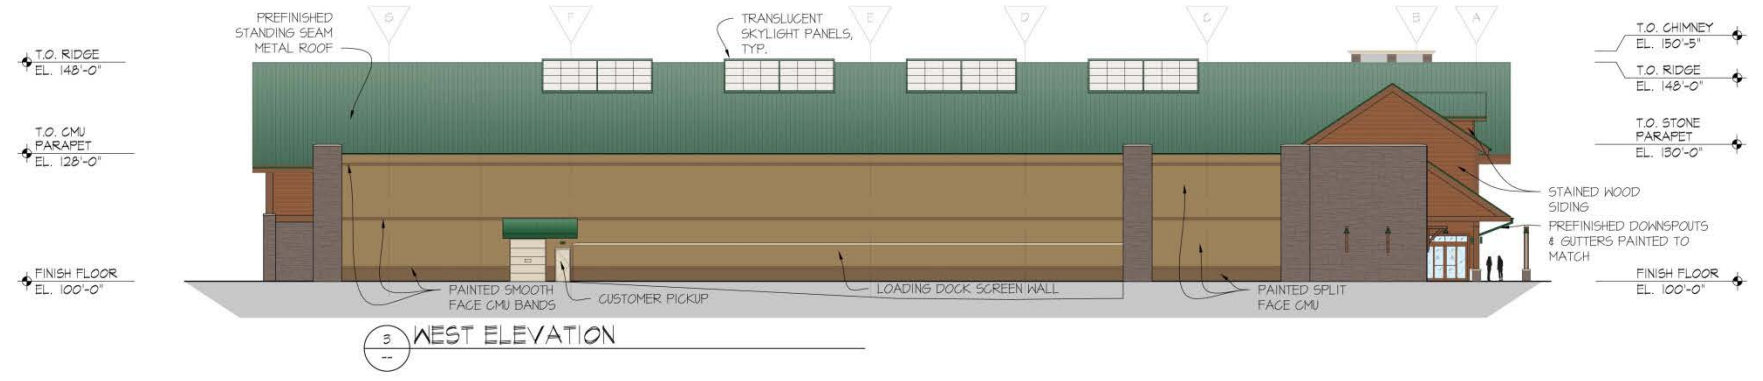 G
F
E
D
C
B
A
PREFINISHED
STANDING SEAM
METAL ROOF
TRANSLUCENT
SKYLIGHT PANELS,
TYP.
T.O. RIDGE
EL. 148'-0"
T.O. CMU
PARAPET
EL. 128'-0"
FINISH FLOOR
EL. 100'-0"
T.O. CHIMNEY
EL. 150'-5"
T.O. RIDGE
EL. 148'-0"
T.O. STONE
PARAPET
EL. 130'-0"
STAINED WOOD
SIDING
PREFINISHED DOWNSPOUTS
& GUTTERS PAINTED TO
MATCH
FINISH FLOOR
EL. 100'-0"
PAINTED SMOOTH
FACE CMU BANDS
CUSTOMER PICKUP
LOADING DOCK SCREEN WALL
PAINTED SPLIT
FACE CMU
3
--
WEST ELEVATION